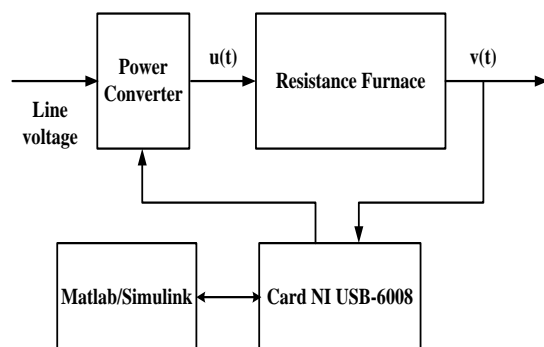 u(t)
v(t)
Power
Converter
Resistance Furnace
Line
voltage
Matlab/Simulink
Card NI USB-6008